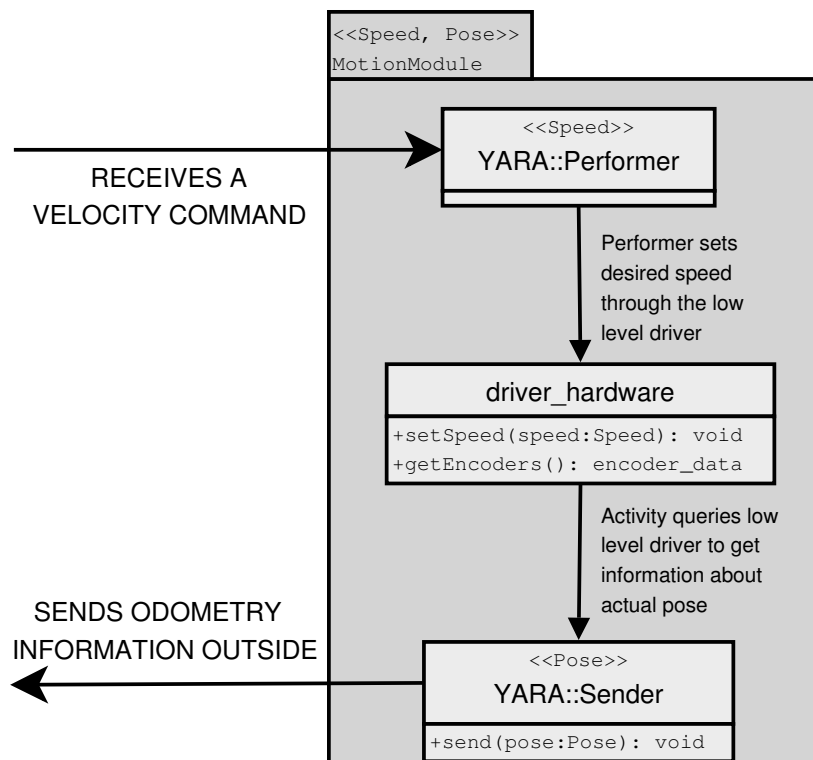 <<Speed, Pose>>
MotionModule
<<Speed>>
YARA::Performer
RECEIVES A
VELOCITY COMMAND
Performer sets
desired speed
through the low
level driver
driver_hardware
+setSpeed(speed:Speed): void
+getEncoders(): encoder_data
Activity queries low
level driver to get
information about
actual pose
SENDS ODOMETRY
INFORMATION OUTSIDE
<<Pose>>
YARA::Sender
+send(pose:Pose): void